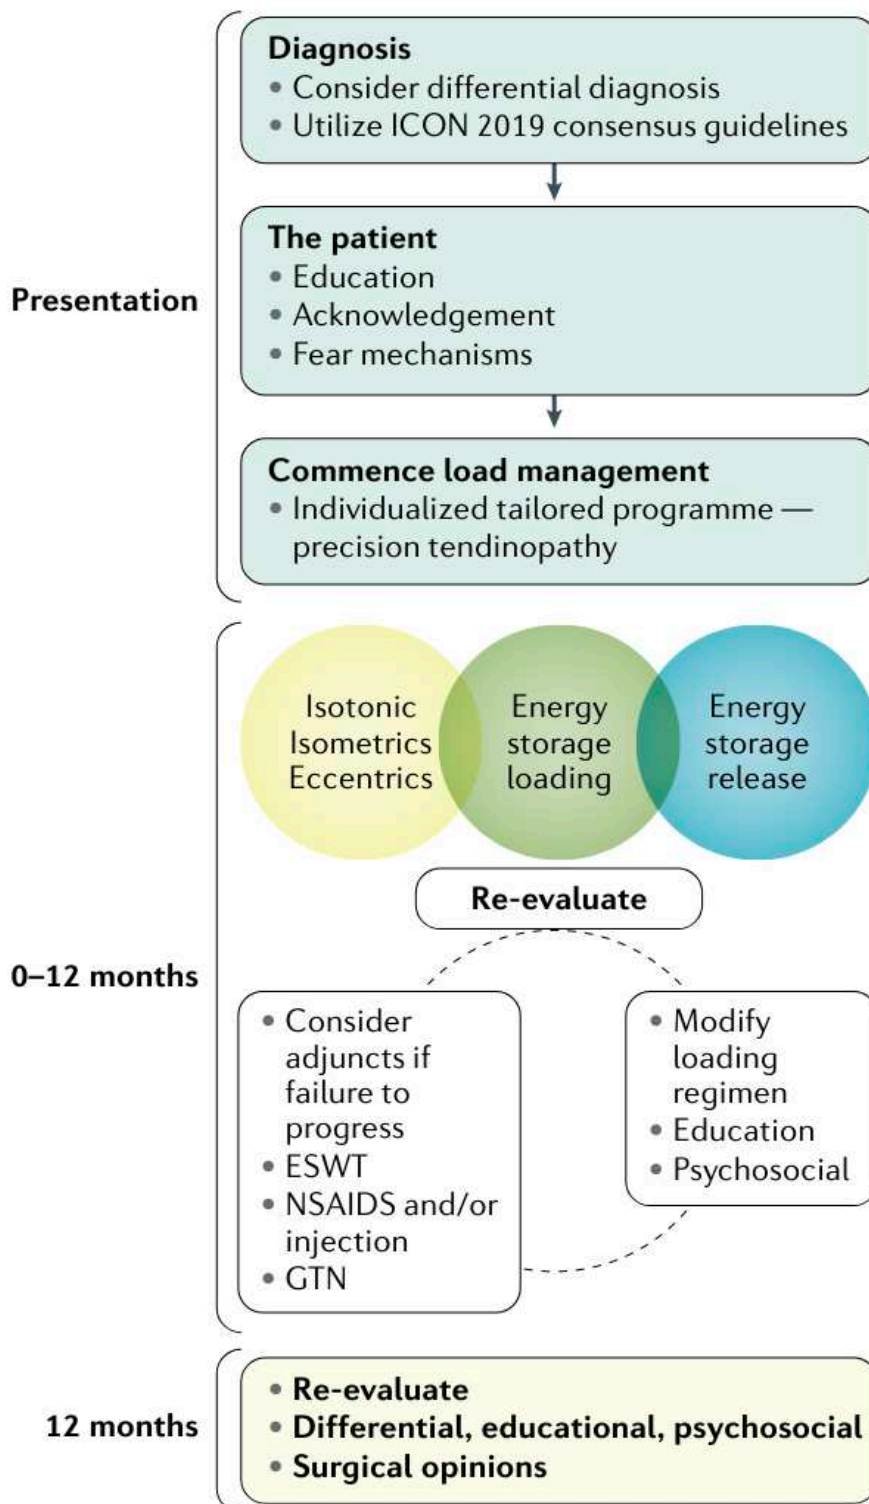 Diagnosis
• Consider differential diagnosis
• Utilize ICON 2019 consensus guidelines
Presentation
The patient
• Education
• Acknowledgement
• Fear mechanisms
Commence load management
• Individualized tailored programme —
precision tendinopathy
0–12 months
Isotonic
Isometrics
Eccentrics
Energy
storage
loading
Energy
storage
release
Re-evaluate
• Consider
adjuncts if
failure to
progress
• ESWT
• NSAIDS and/or
injection
• GTN
• Modify
loading
regimen
• Education
• Psychosocial
12 months
• Re-evaluate
• Differential, educational, psychosocial
• Surgical opinions